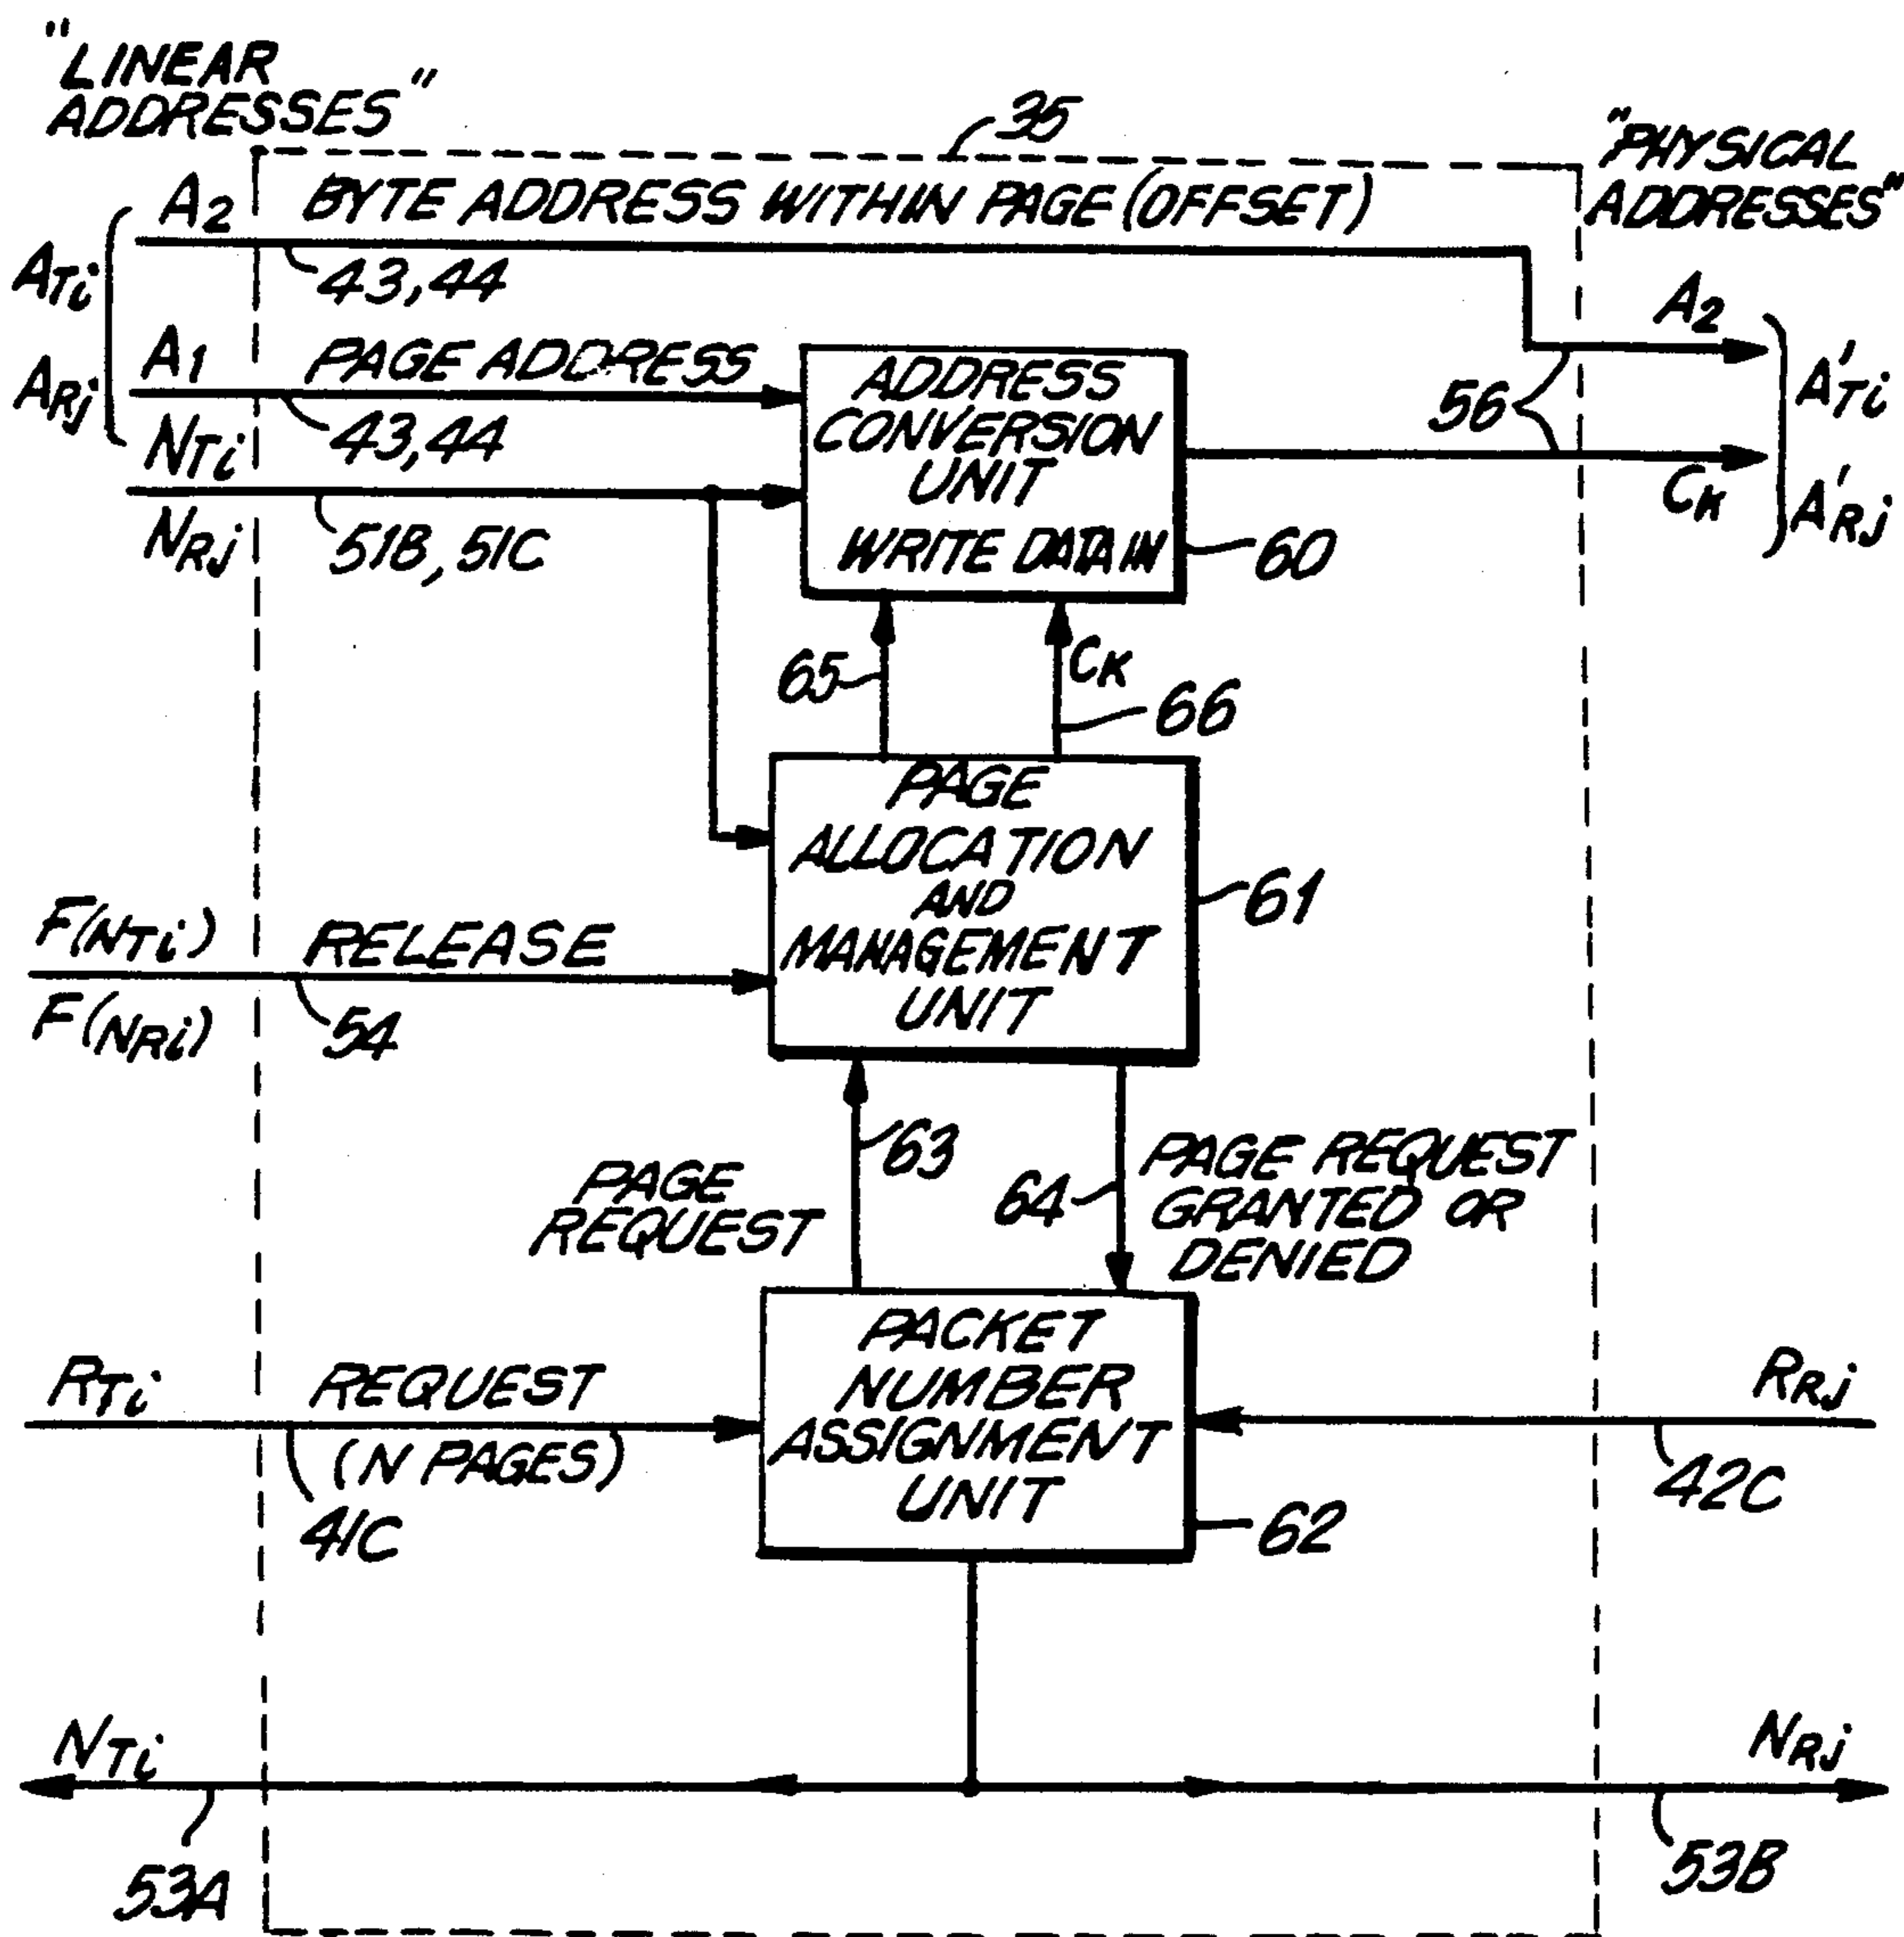 "LINEAR
ADDRESSES"
35
"PHYSICAL
ADDRESSES"
A2
BYTE ADDRESS WITHIN PAGE (OFFSET)
43,44
ATi
ARj
A1
PAGE ADDRESS
43,44
NTi
NRj
51B, 51C
ADDRESS
CONVERSION
UNIT
WRITE DATA IN
60
A2
56
CK
A'Ti
A'Rj
65
CK
66
PAGE
ALLOCATION
AND
MANAGEMENT
UNIT
61
F(NTi)
F(NRi)
RELEASE
54
63
PAGE
REQUEST
64
PAGE REQUEST
GRANTED OR
DENIED
RTi
REQUEST
(N PAGES)
41C
PACKET
NUMBER
ASSIGNMENT
UNIT
62
RRj
42C
NTi
53A
NRj
53B